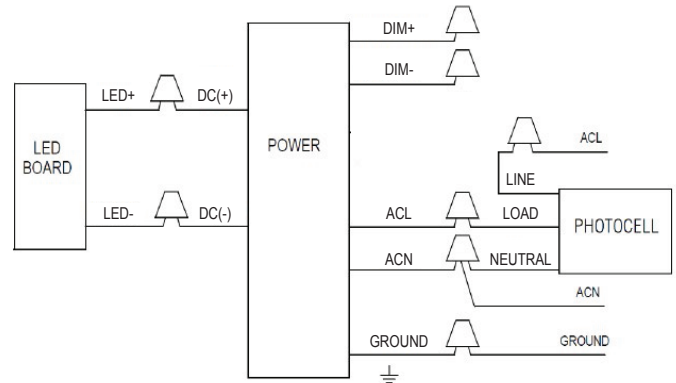 DIM+
DIM-
LED+
DC(+)
LED
BOARD
POWER
ACL
LINE
LED-
DC(-)
ACL
LOAD
PHOTOCELL
ACN
NEUTRAL
ACN
GROUND
GROUND